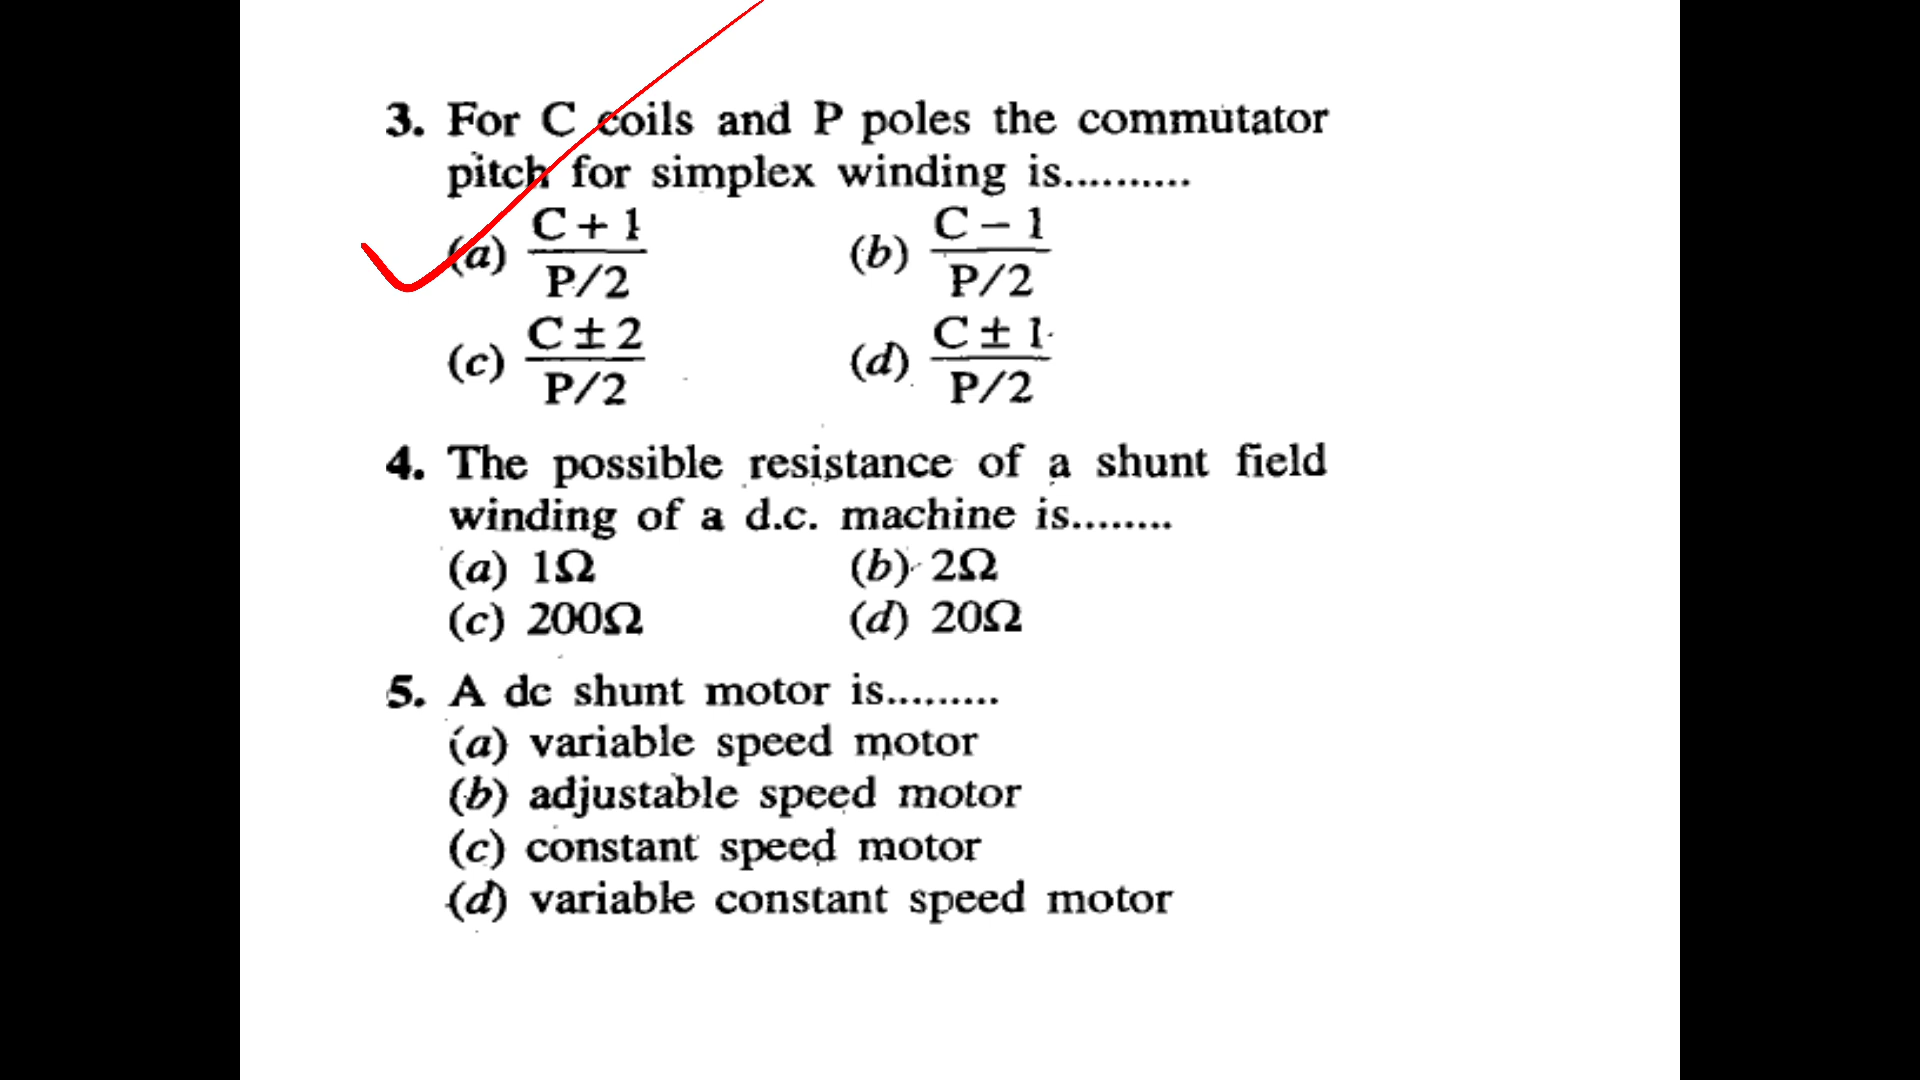 3. For C coils and P poles the commutator
pitch for simplex winding is..........
(a) C + 1 / P/2 (b) C − 1 / P/2
(c) C ± 2 / P/2 (d) C ± 1 / P/2
4. The possible resistance of a shunt field
winding of a d.c. machine is........
(a) 1Ω (b) 2Ω
(c) 200Ω (d) 20Ω
5. A dc shunt motor is.........
(a) variable speed motor
(b) adjustable speed motor
(c) constant speed motor
(d) variable constant speed motor